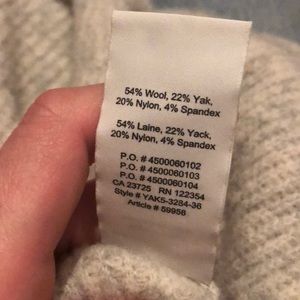 54% Wool, 22% Yak,
20% Nylon, 4% Spandex
54% Laine, 22% Yack,
20% Nylon, 4% Spandex
P.O. # 4500060102
P.O. # 4500060103
P.O. # 4500060104
CA 23725 RN 122354
Style # YAK5-3284-36
Article # 59958